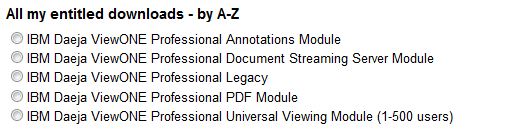 All my entitled downloads - by A-Z
IBM Daeja ViewONE Professional Annotations Module
IBM Daeja ViewONE Professional Document Streaming Server Module
IBM Daeja ViewONE Professional Legacy
IBM Daeja ViewONE Professional PDF Module
IBM Daeja ViewONE Professional Universal Viewing Module (1-500 users)